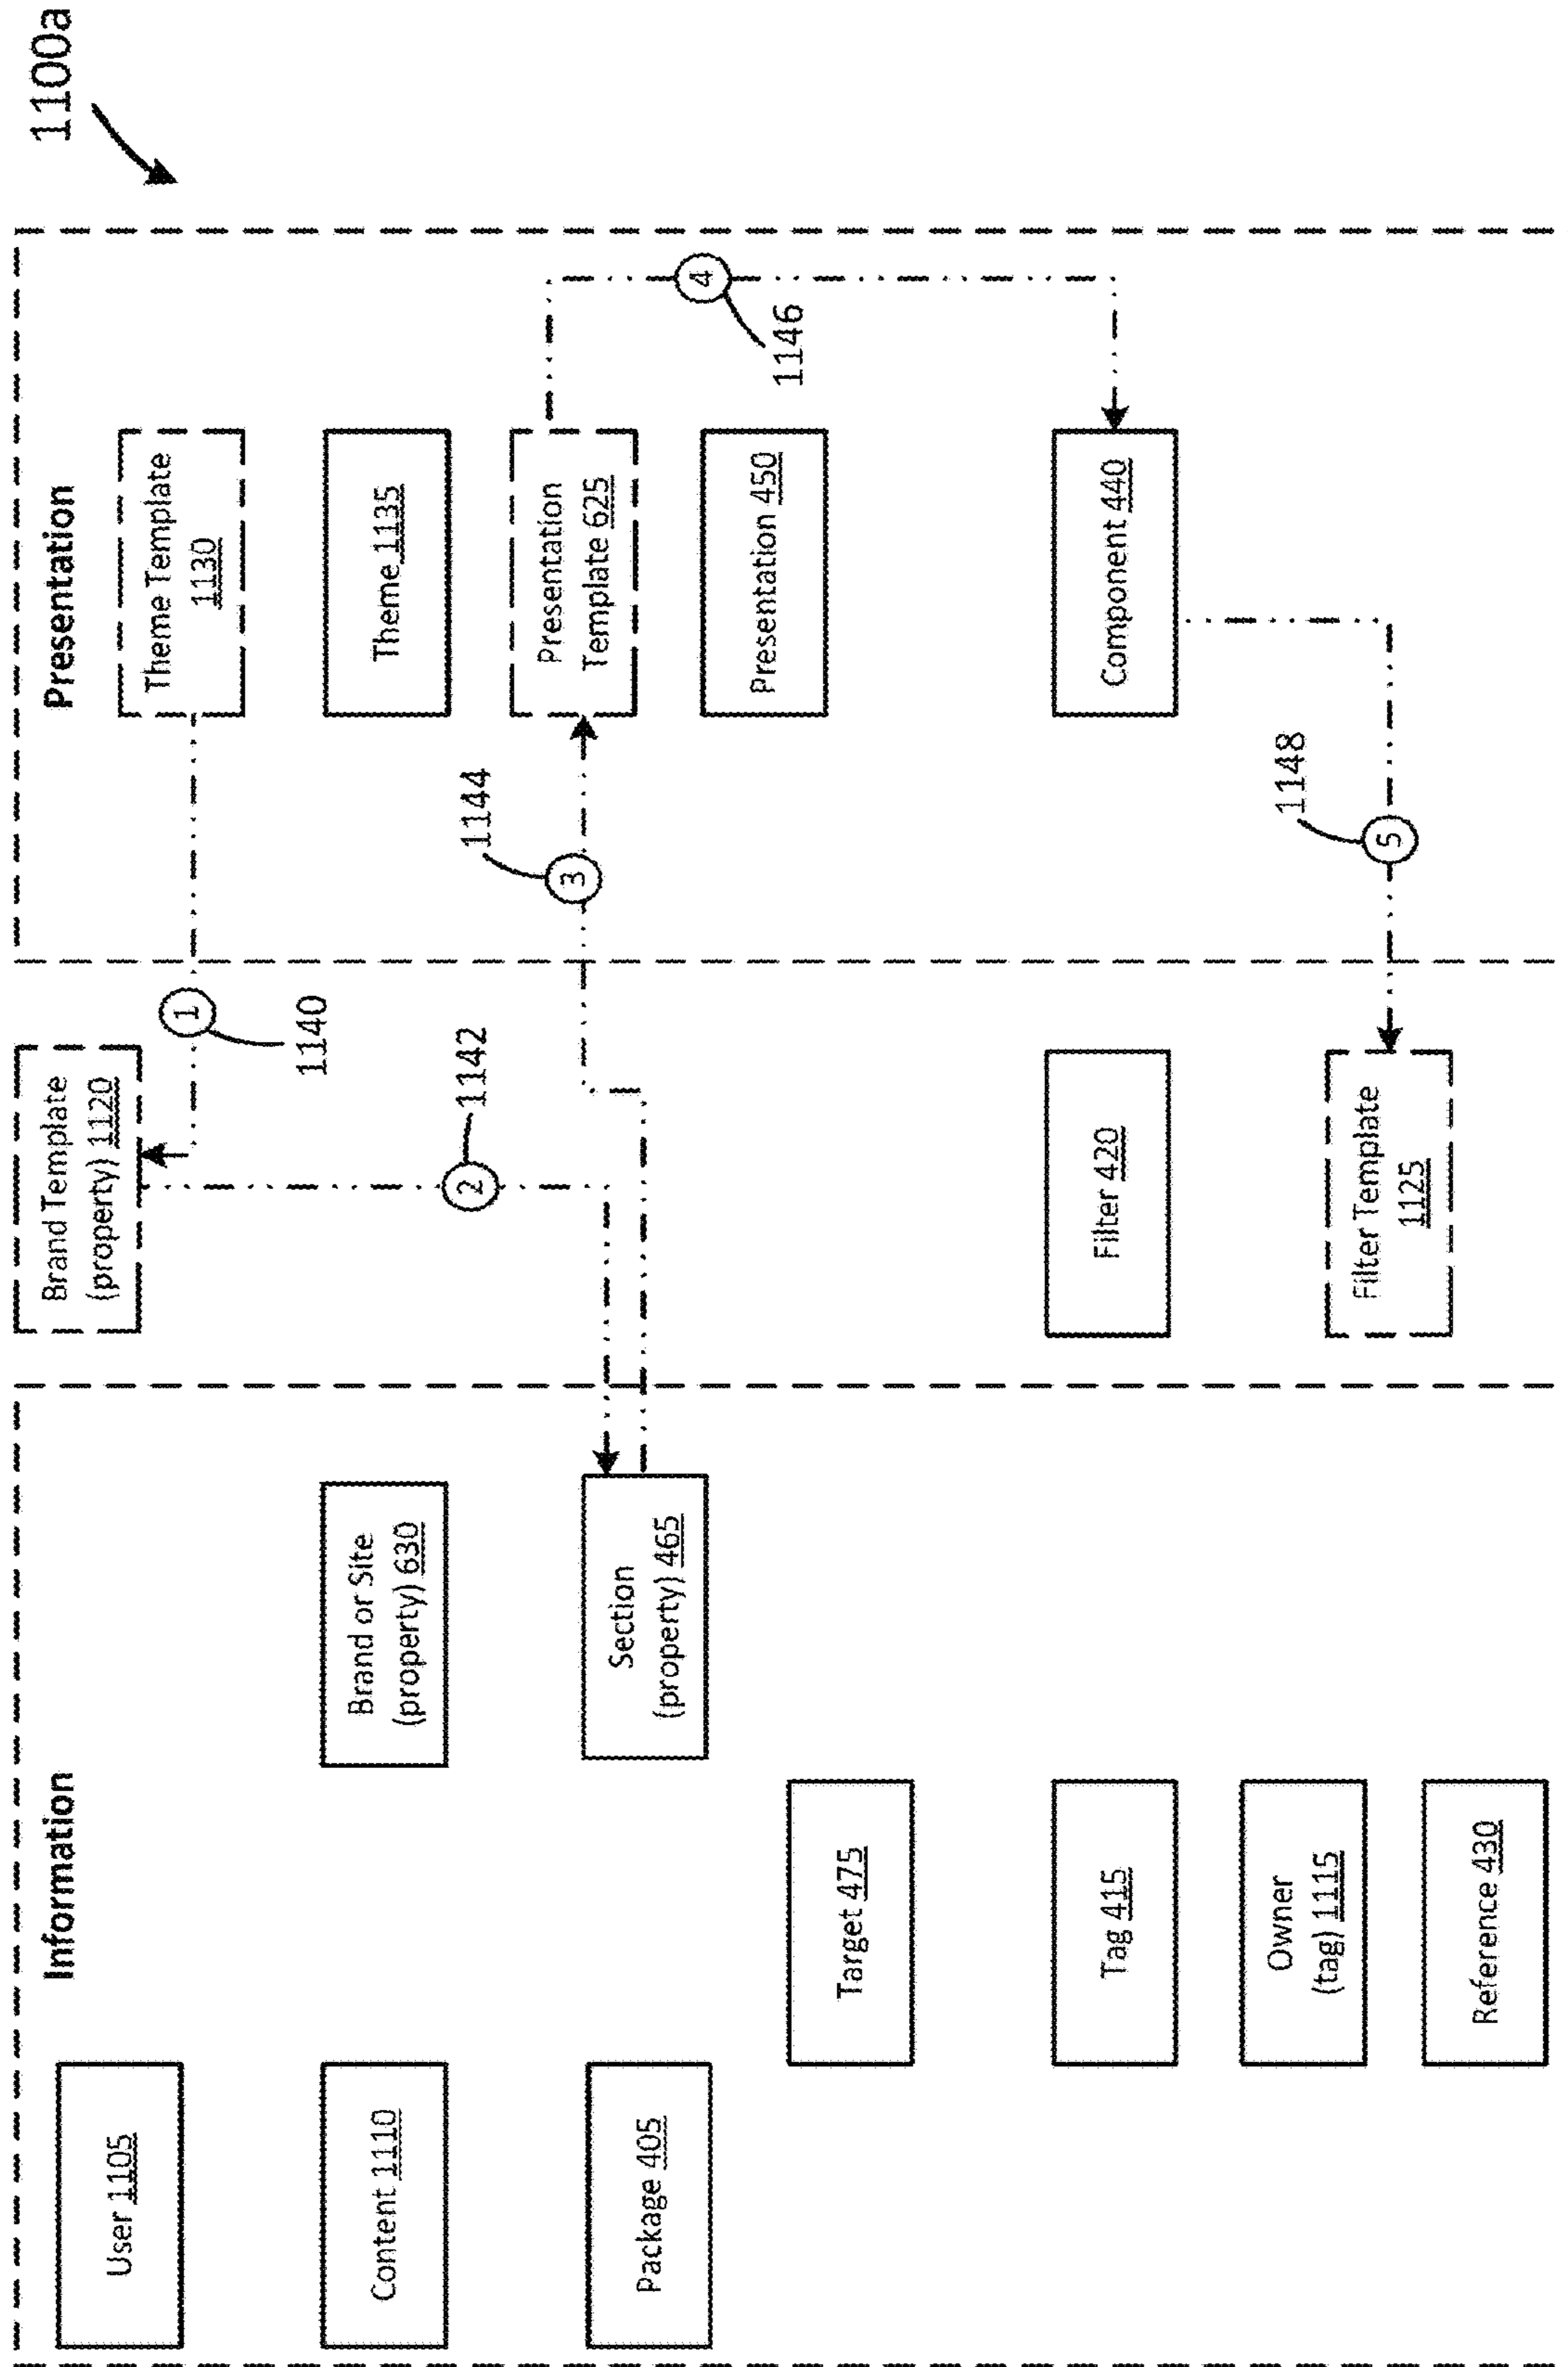 1100a
Information
Presentation
User 1105
Content 1110
Package 405
Target 475
Tag 415
Owner
(tag) 1115
Reference 430
Brand or Site
(property) 630
Section
(property) 465
Brand Template
(property) 1120
Filter 420
Filter Template
1125
Theme Template
1130
Theme 1135
Presentation
Template 625
Presentation 450
Component 440
1
1140
2
1142
3
1144
4
1146
5
1148